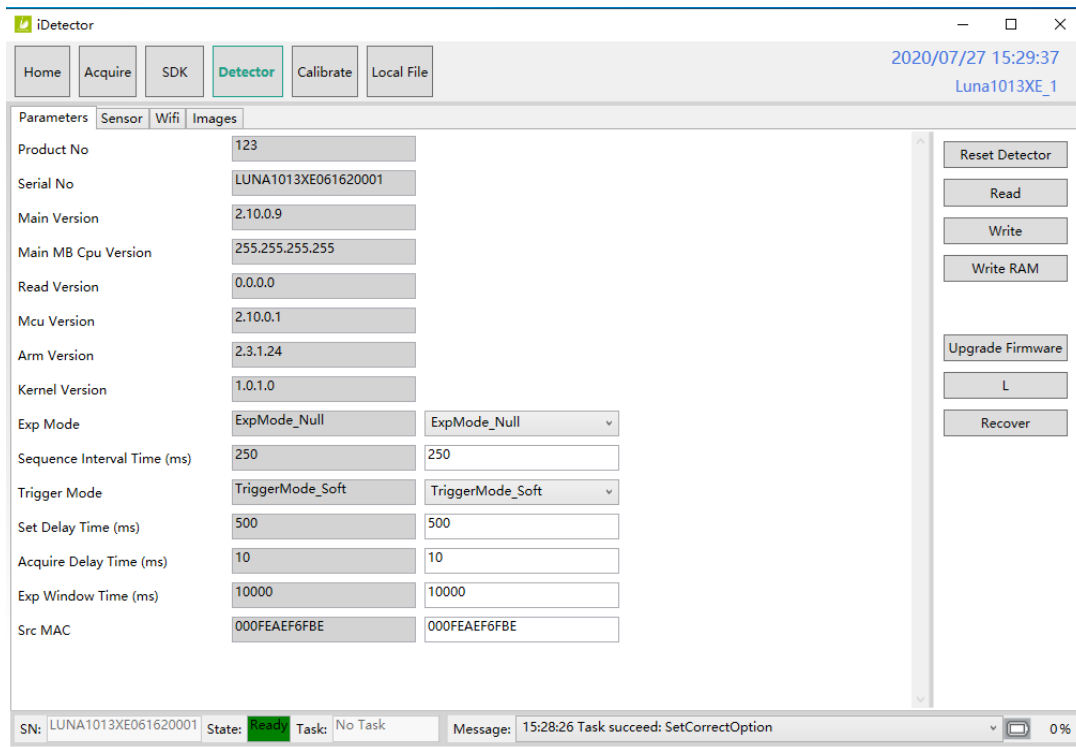 iDetector
Home Acquire SDK Detector Calibrate Local File
2020/07/27 15:29:37
Luna1013XE_1
Parameters Sensor Wifi Images
Product No 123
Serial No LUNA1013XE061620001
Main Version 2.10.0.9
Main MB Cpu Version 255.255.255.255
Read Version 0.0.0.0
Mcu Version 2.10.0.1
Arm Version 2.3.1.24
Kernel Version 1.0.1.0
Exp Mode ExpMode_Null ExpMode_Null
Sequence Interval Time (ms) 250 250
Trigger Mode TriggerMode_Soft TriggerMode_Soft
Set Delay Time (ms) 500 500
Acquire Delay Time (ms) 10 10
Exp Window Time (ms) 10000 10000
Src MAC 000FEAEF6FBE 000FEAEF6FBE
Reset Detector
Read
Write
Write RAM
Upgrade Firmware
L
Recover
SN: LUNA1013XE061620001 State: Ready Task: No Task Message: 15:28:26 Task succeed: SetCorrectOption 0%